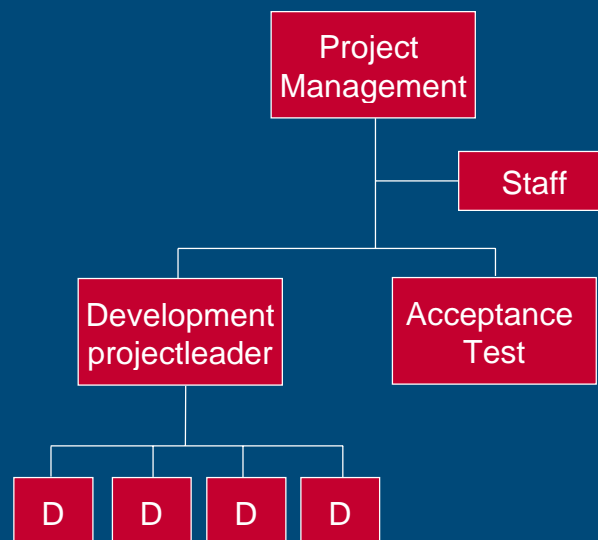 Project
Management
Staff
Development
projectleader
Acceptance
Test
D
D
D
D